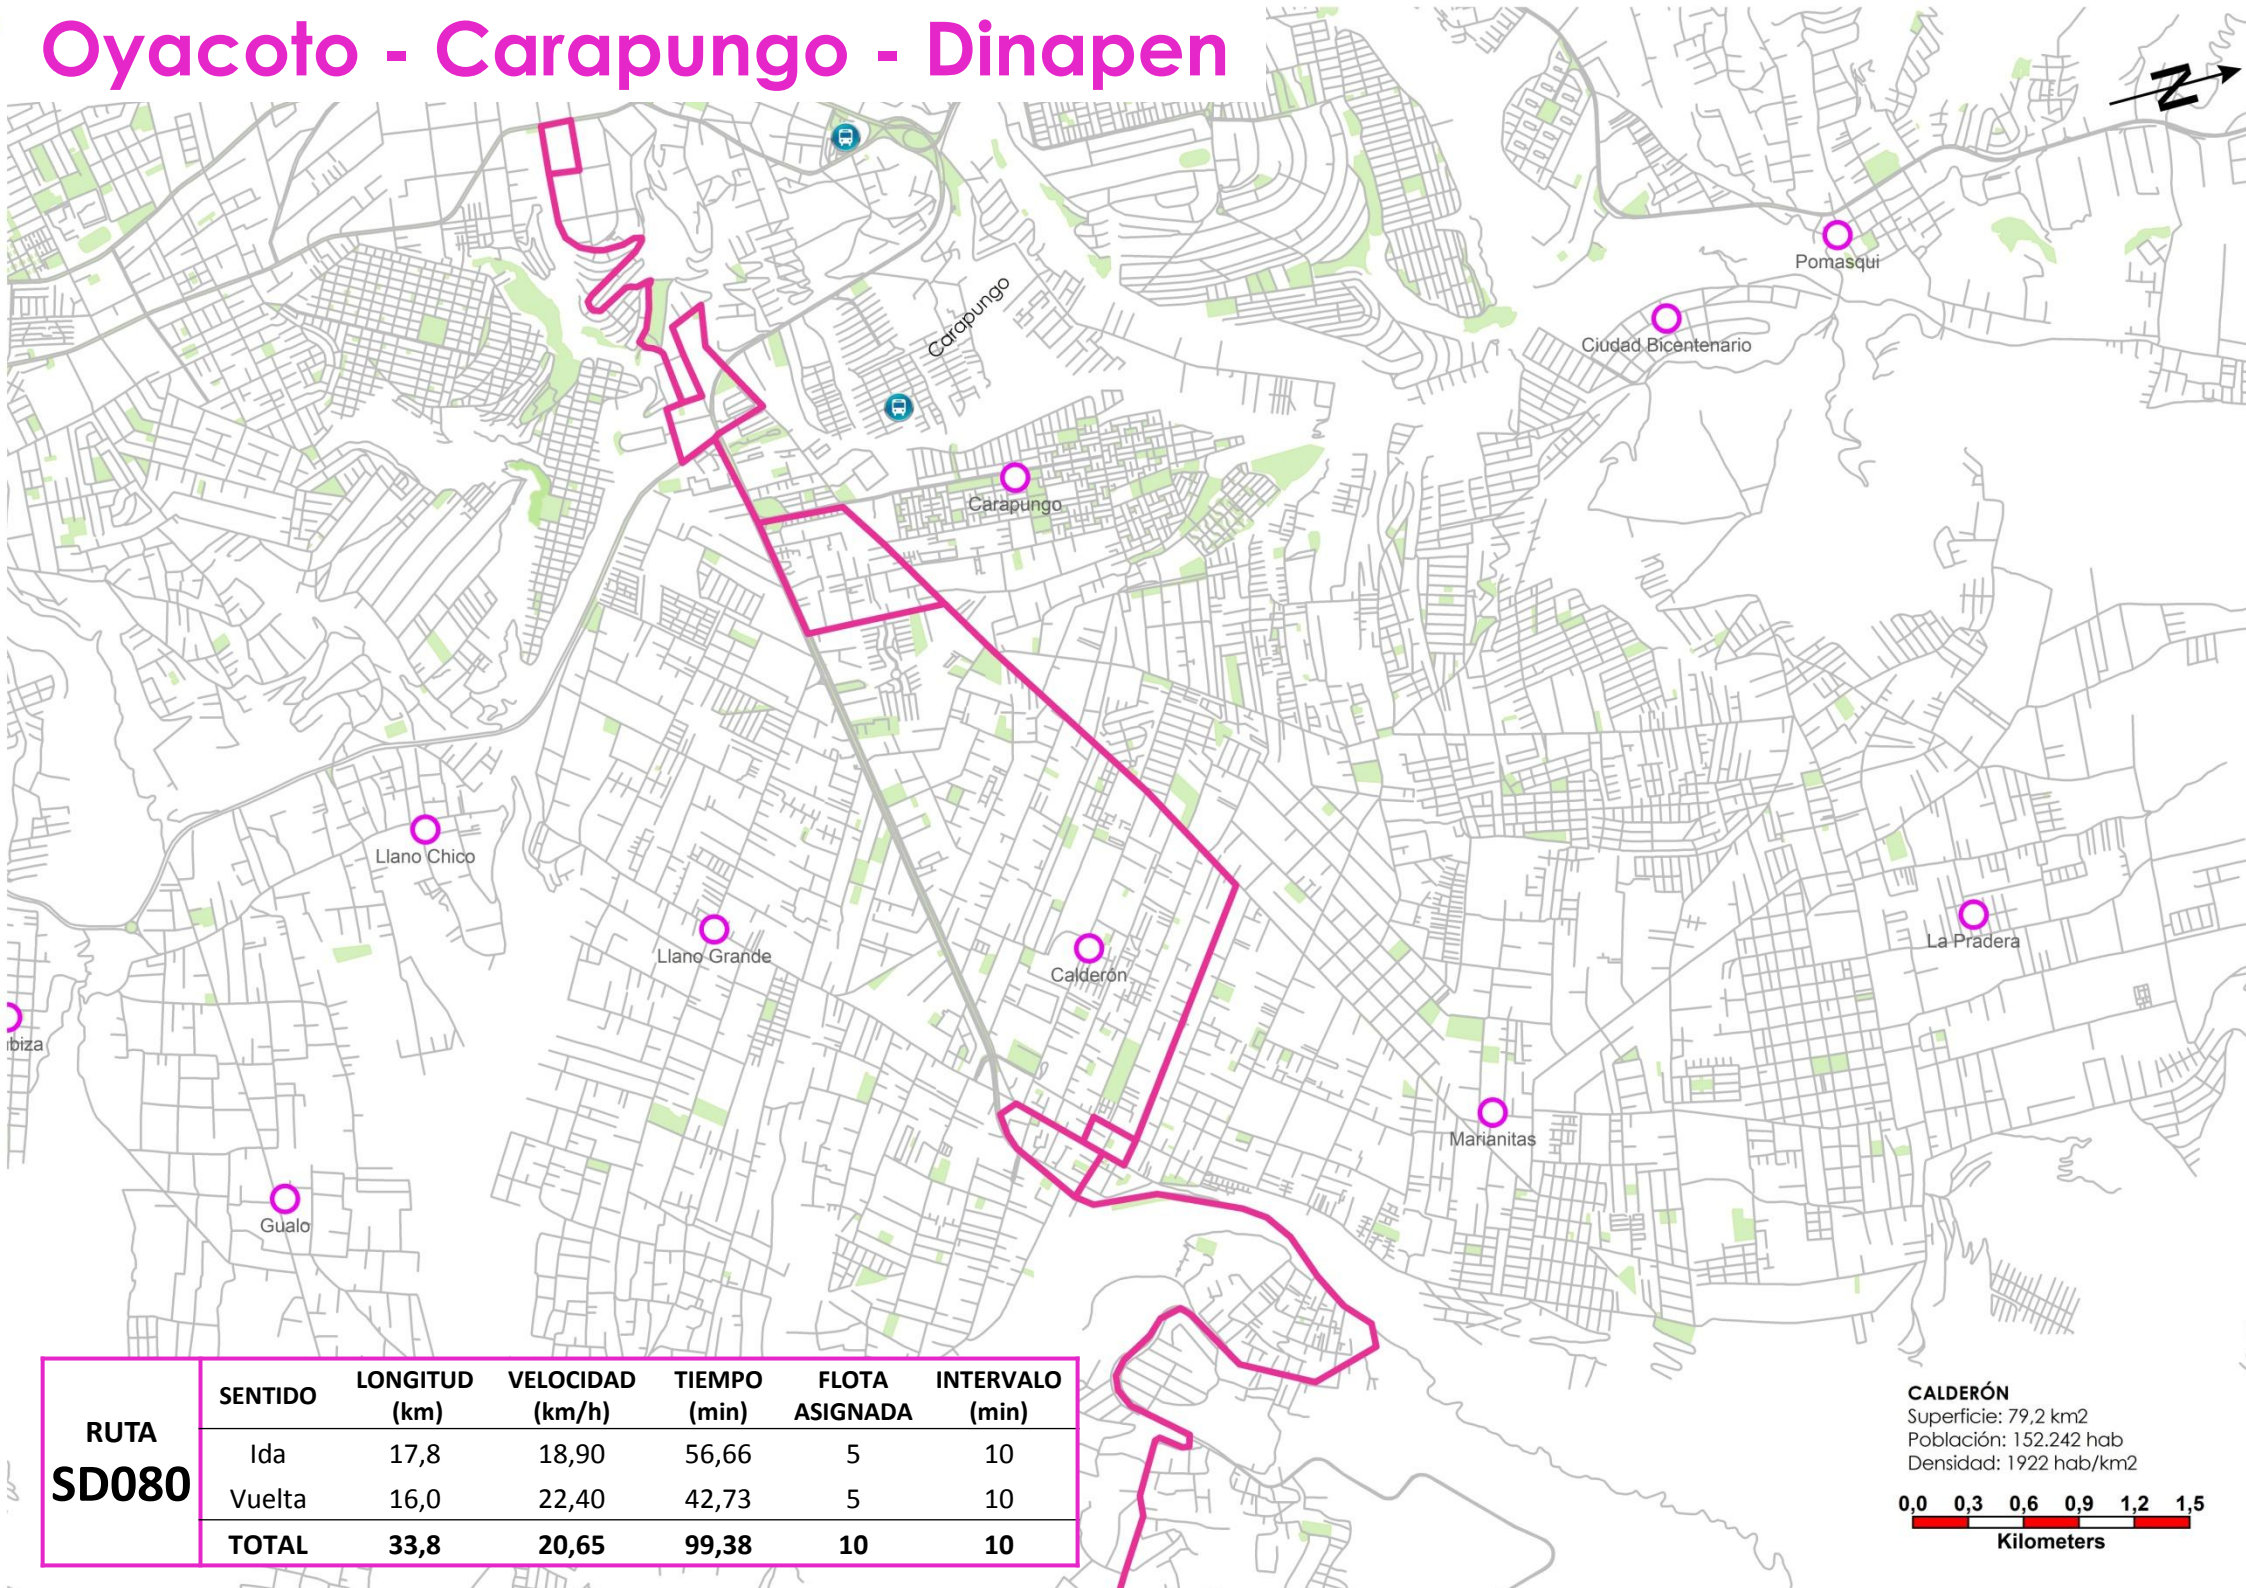 Oyacoto - Carapungo - Dinapen
N
Pomasqui
Ciudad Bicentenario
Carapungo
Carapungo
Llano Chico
Llano Grande
Calderón
La Pradera
biza
Marianitas
Gualo
RUTA
SD080
SENTIDO LONGITUD (km) VELOCIDAD (km/h) TIEMPO (min) FLOTA ASIGNADA INTERVALO (min)
Ida 17,8 18,90 56,66 5 10
Vuelta 16,0 22,40 42,73 5 10
TOTAL 33,8 20,65 99,38 10 10
CALDERÓN
Superficie: 79,2 km2
Población: 152.242 hab
Densidad: 1922 hab/km2
0,0 0,3 0,6 0,9 1,2 1,5
Kilometers